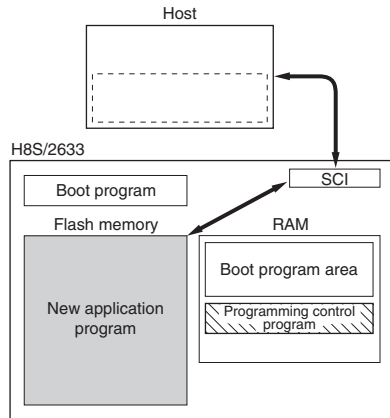 Host
H8S/2633
SCI
Boot program
Flash memory
RAM
Boot program area
New application
program
Programming control
program